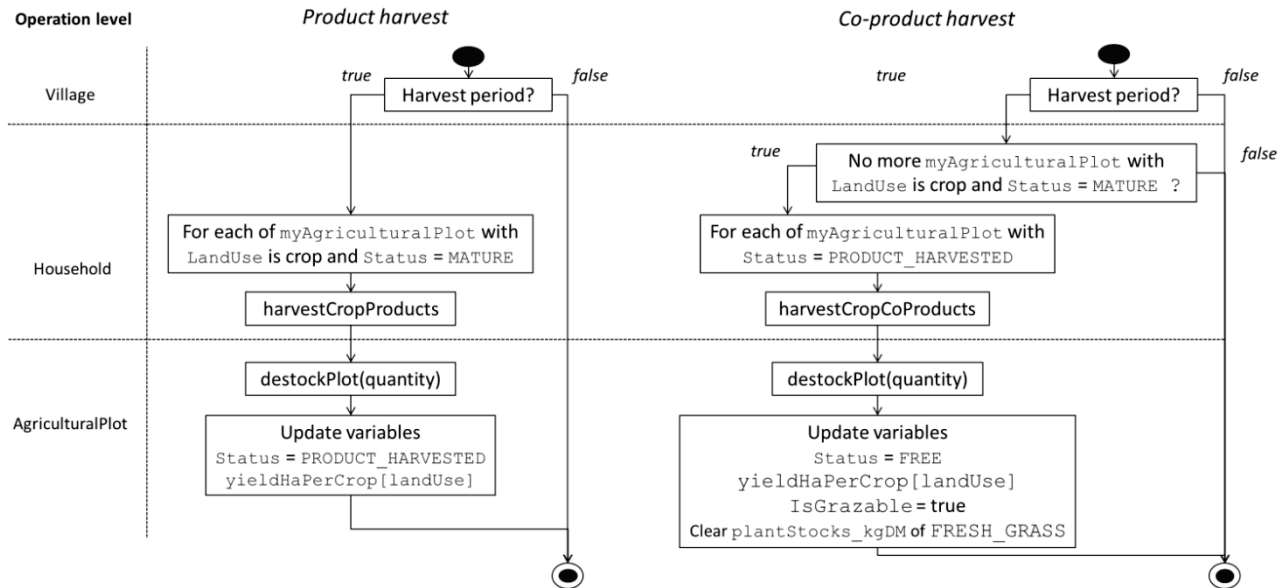 Operation level
Product harvest
Co-product harvest
true
false
true
false
Village
Harvest period?
Harvest period?
true
false
No more myAgriculturalPlot with
LandUse is crop and Status = MATURE ?
For each of myAgriculturalPlot with
LandUse is crop and Status = MATURE
For each of myAgriculturalPlot with
Status = PRODUCT_HARVESTED
Household
harvestCropProducts
harvestCropCoProducts
destockPlot(quantity)
destockPlot(quantity)
AgriculturalPlot
Update variables
Status = PRODUCT_HARVESTED
yieldHaPerCrop[landUse]
Update variables
Status = FREE
yieldHaPerCrop[landUse]
IsGrazable = true
Clear plantStocks_kgDM of FRESH_GRASS